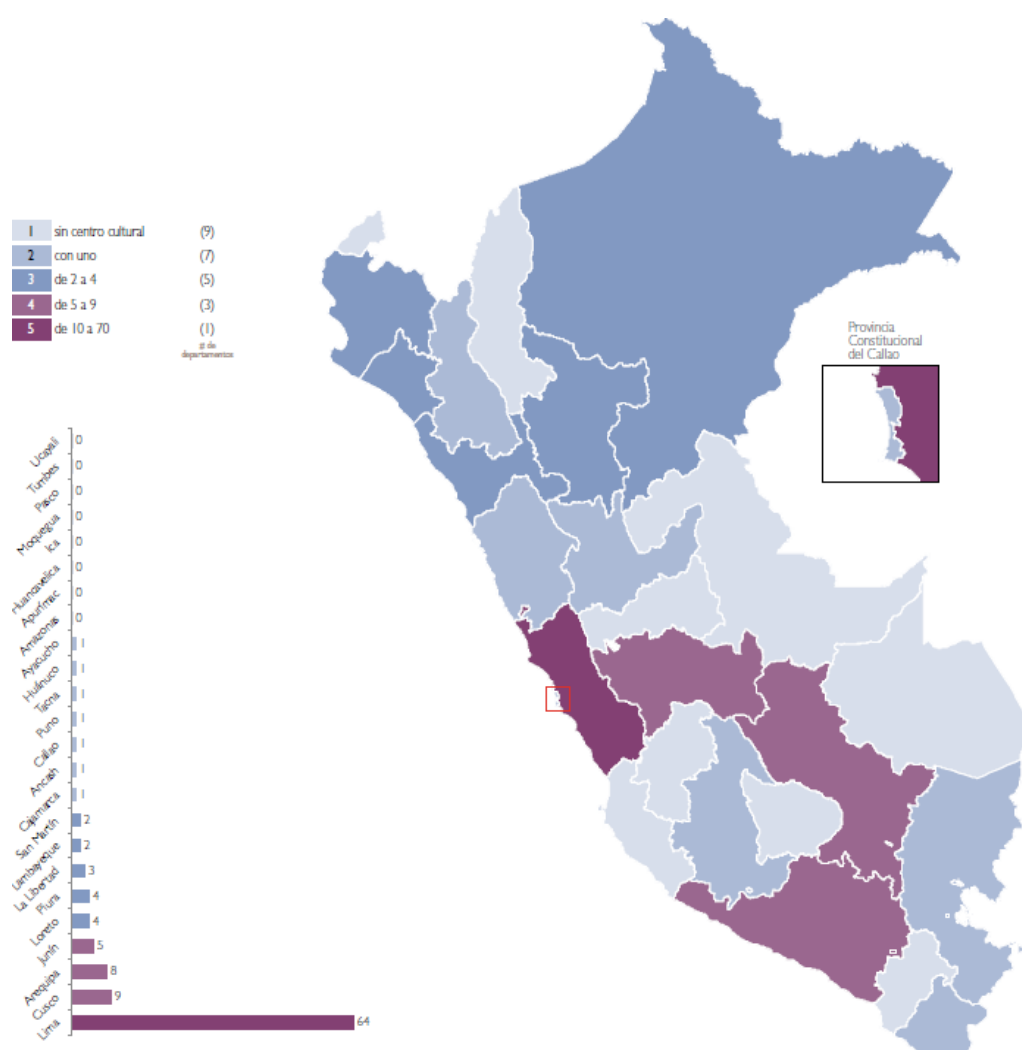 1 sin centro cultural (9)
2 con uno (7)
3 de 2 a 4 (5)
4 de 5 a 9 (3)
5 de 10 a 70 (1)
# de
departamentos
Provincia
Constitucional
del Callao
Ucayali 0
Tumbes 0
Pasco 0
Moquegua 0
Ica 0
Huancavelica 0
Apurímac 0
Amazonas 0
Ayacucho 1
Huánuco 1
Tacna 1
Puno 1
Callao 1
Ancash 1
Cajamarca 1
San Martín 2
Lambayeque 2
La Libertad 3
Piura 4
Loreto 4
Junín 5
Arequipa 8
Cusco 9
Lima 64